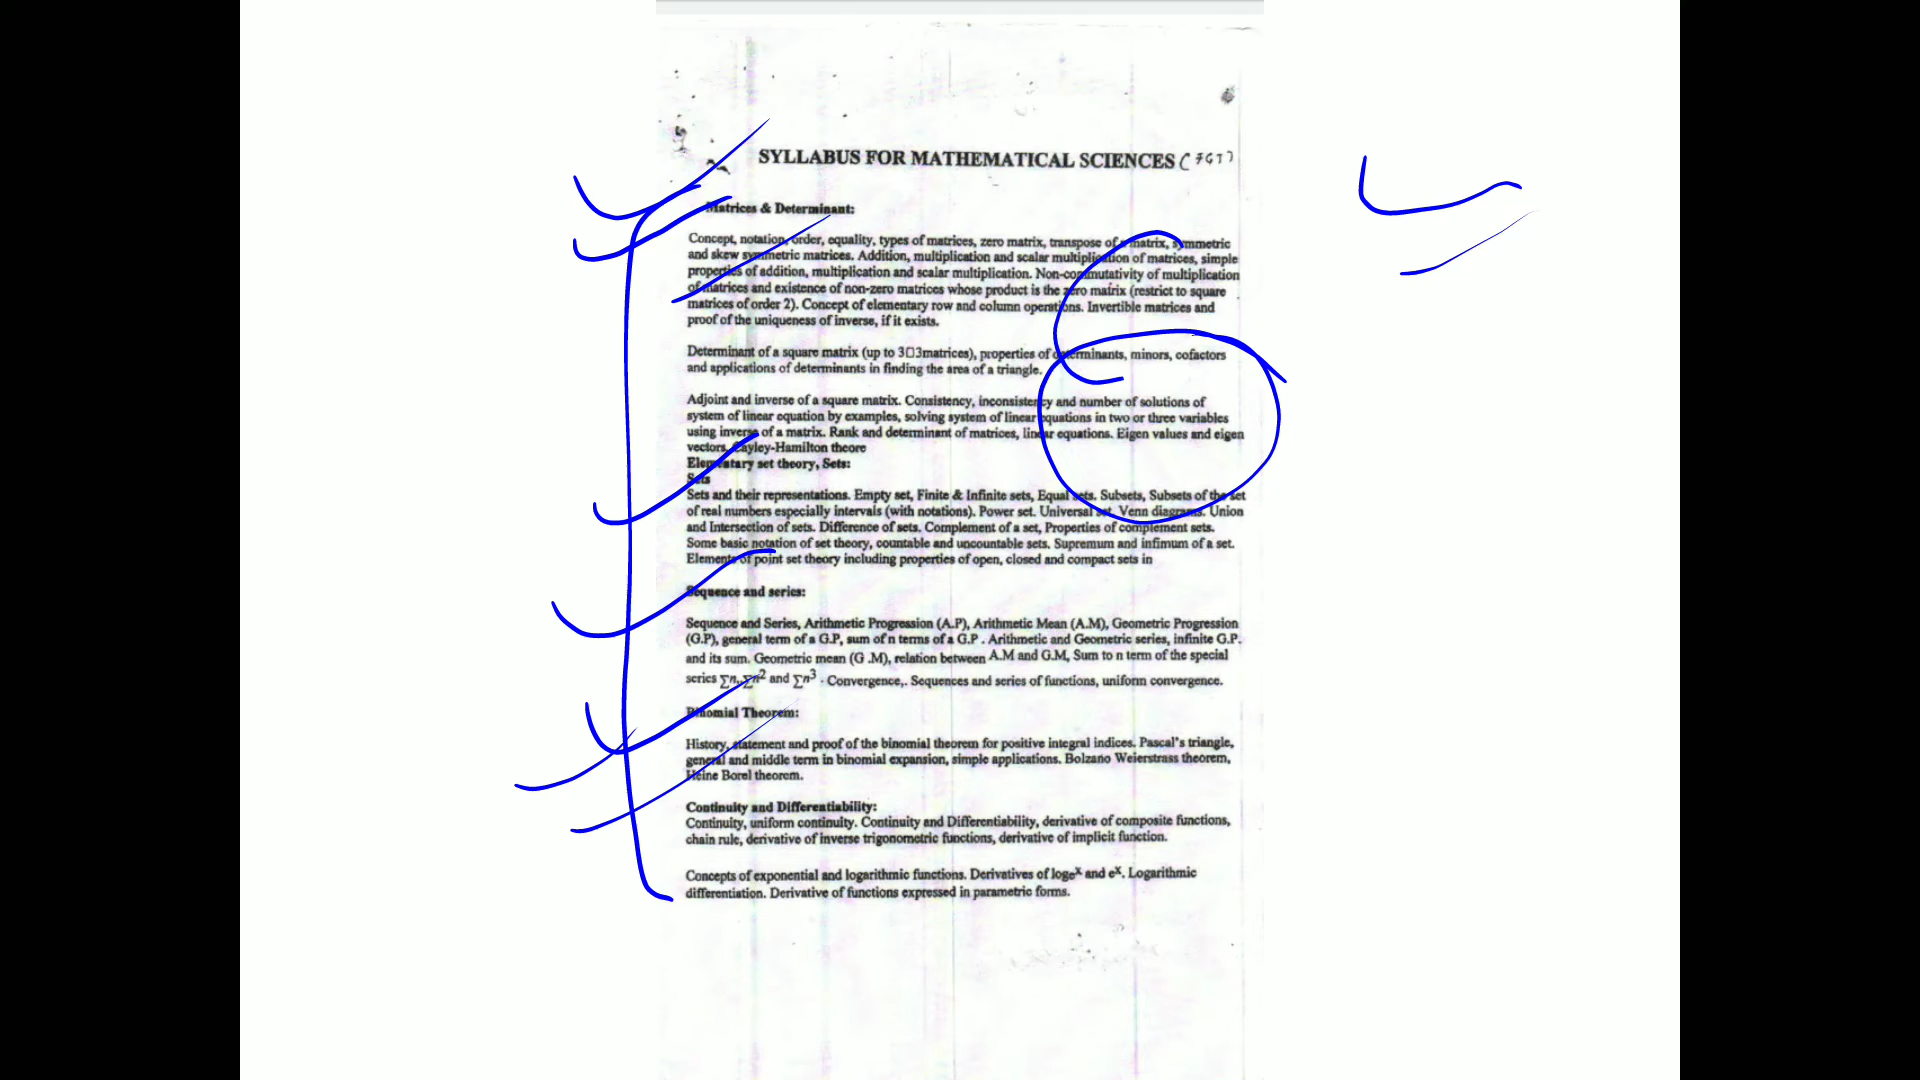 SYLLABUS FOR MATHEMATICAL SCIENCES
Matrices & Determinant:
Concept, notation, order, equality, types of matrices, zero matrix, transpose of a matrix, symmetric
and skew symmetric matrices. Addition, multiplication and scalar multiplication of matrices, simple
properties of addition, multiplication and scalar multiplication. Non-commutativity of multiplication
of matrices and existence of non-zero matrices whose product is the zero matrix (restrict to square
matrices of order 2). Concept of elementary row and column operations. Invertible matrices and
proof of the uniqueness of inverse, if it exists.
Determinant of a square matrix (up to 3□3matrices), properties of determinants, minors, cofactors
and applications of determinants in finding the area of a triangle.
Adjoint and inverse of a square matrix. Consistency, inconsistency and number of solutions of
system of linear equation by examples, solving system of linear equations in two or three variables
using inverse of a matrix. Rank and determinant of matrices, linear equations. Eigen values and eigen
vectors, Cayley-Hamilton theore
Elementary set theory, Sets:
Sets
Sets and their representations. Empty set, Finite & Infinite sets, Equal sets. Subsets, Subsets of the set
of real numbers especially intervals (with notations). Power set. Universal set. Venn diagrams. Union
and Intersection of sets. Difference of sets. Complement of a set, Properties of complement sets.
Some basic notation of set theory, countable and uncountable sets. Supremum and infimum of a set.
Elements of point set theory including properties of open, closed and compact sets in
Sequence and series:
Sequence and Series, Arithmetic Progression (A.P), Arithmetic Mean (A.M), Geometric Progression
(G.P), general term of a G.P, sum of n terms of a G.P . Arithmetic and Geometric series, infinite G.P.
and its sum. Geometric mean (G .M), relation between A.M and G.M, Sum to n term of the special
series ∑n, ∑n² and ∑n³ . Convergence,. Sequences and series of functions, uniform convergence.
Binomial Theorem:
History, statement and proof of the binomial theorem for positive integral indices. Pascal's triangle,
general and middle term in binomial expansion, simple applications. Bolzano Weierstrass theorem,
Heine Borel theorem.
Continuity and Differentiability:
Continuity, uniform continuity. Continuity and Differentiability, derivative of composite functions,
chain rule, derivative of inverse trigonometric functions, derivative of implicit function.
Concepts of exponential and logarithmic functions. Derivatives of logeˣ and eˣ. Logarithmic
differentiation. Derivative of functions expressed in parametric forms.